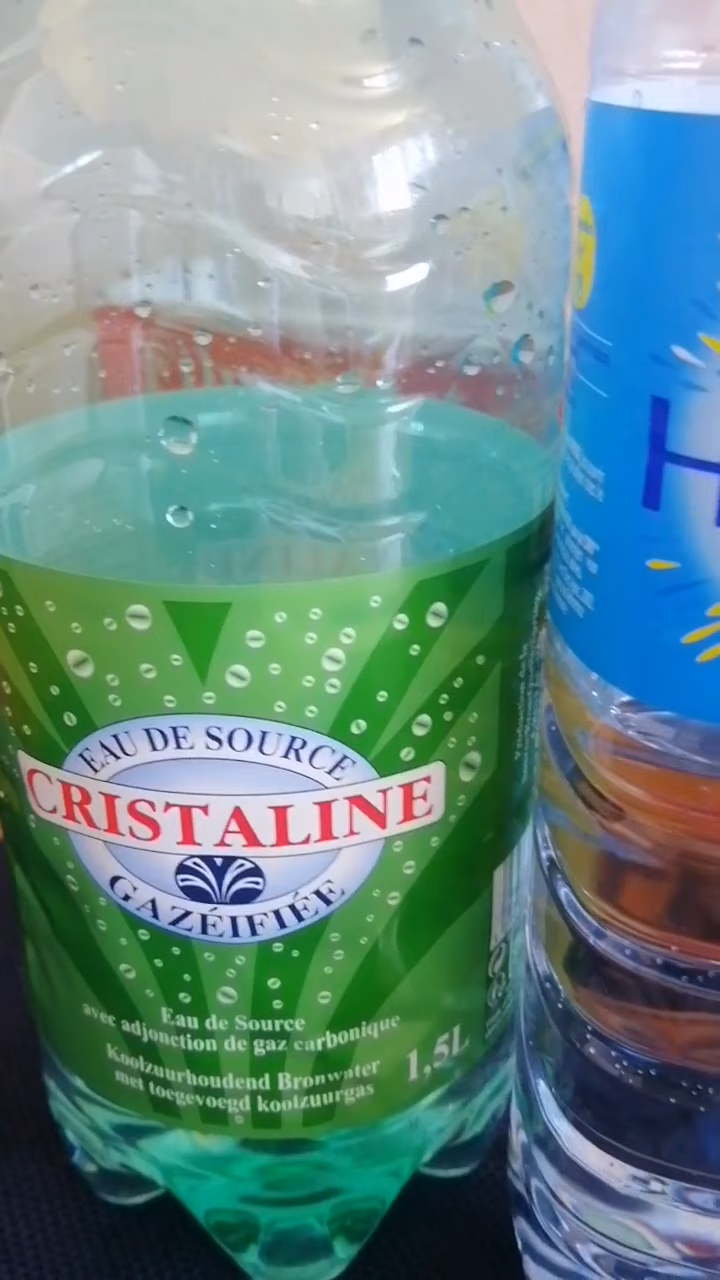 EAU DE SOURCE
CRISTALINE
GAZÉIFIÉE
Eau de Source
avec adjonction de gaz carbonique
Koolzuurhoudend Bronwater
met toegevoegd koolzuurgas
1,5L
H